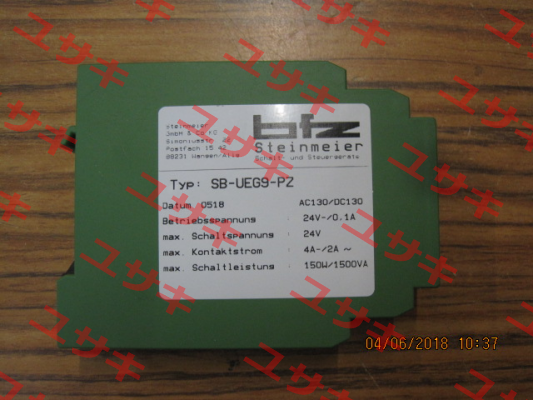 ユサキ
Steinmeier
bfz
Steinmeier
Schalt- und Steuergeräte
Typ: SB-UEG9-PZ
Datum 0518 AC130/DC130
Betriebsspannung : 24V-/0.1A
max. Schaltspannung : 24V
max. Kontaktstrom : 4A-/2A ~
max. Schaltleistung : 150W/1500VA
04/06/2018 10:37